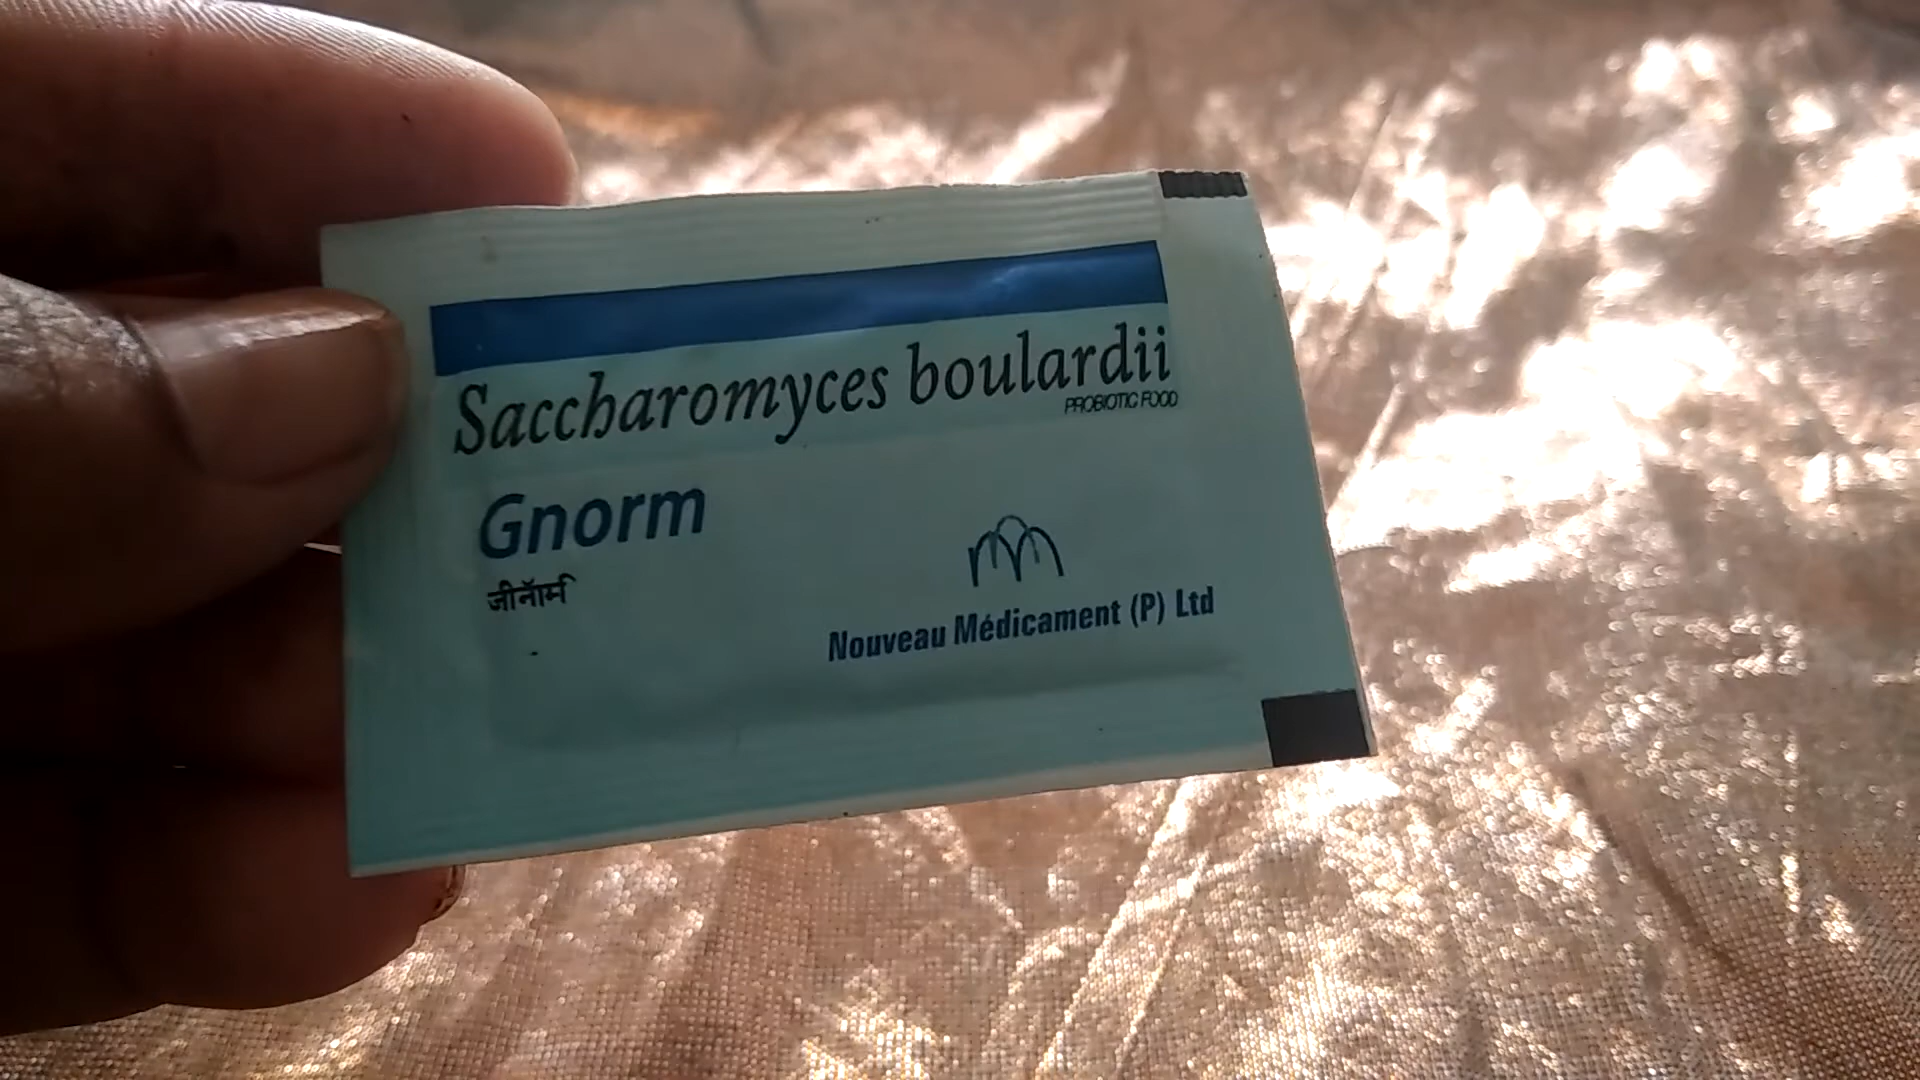 Saccharomyces boulardii
PROBIOTIC FOOD
Gnorm
जीनॉर्म
Nouveau Médicament (P) Ltd